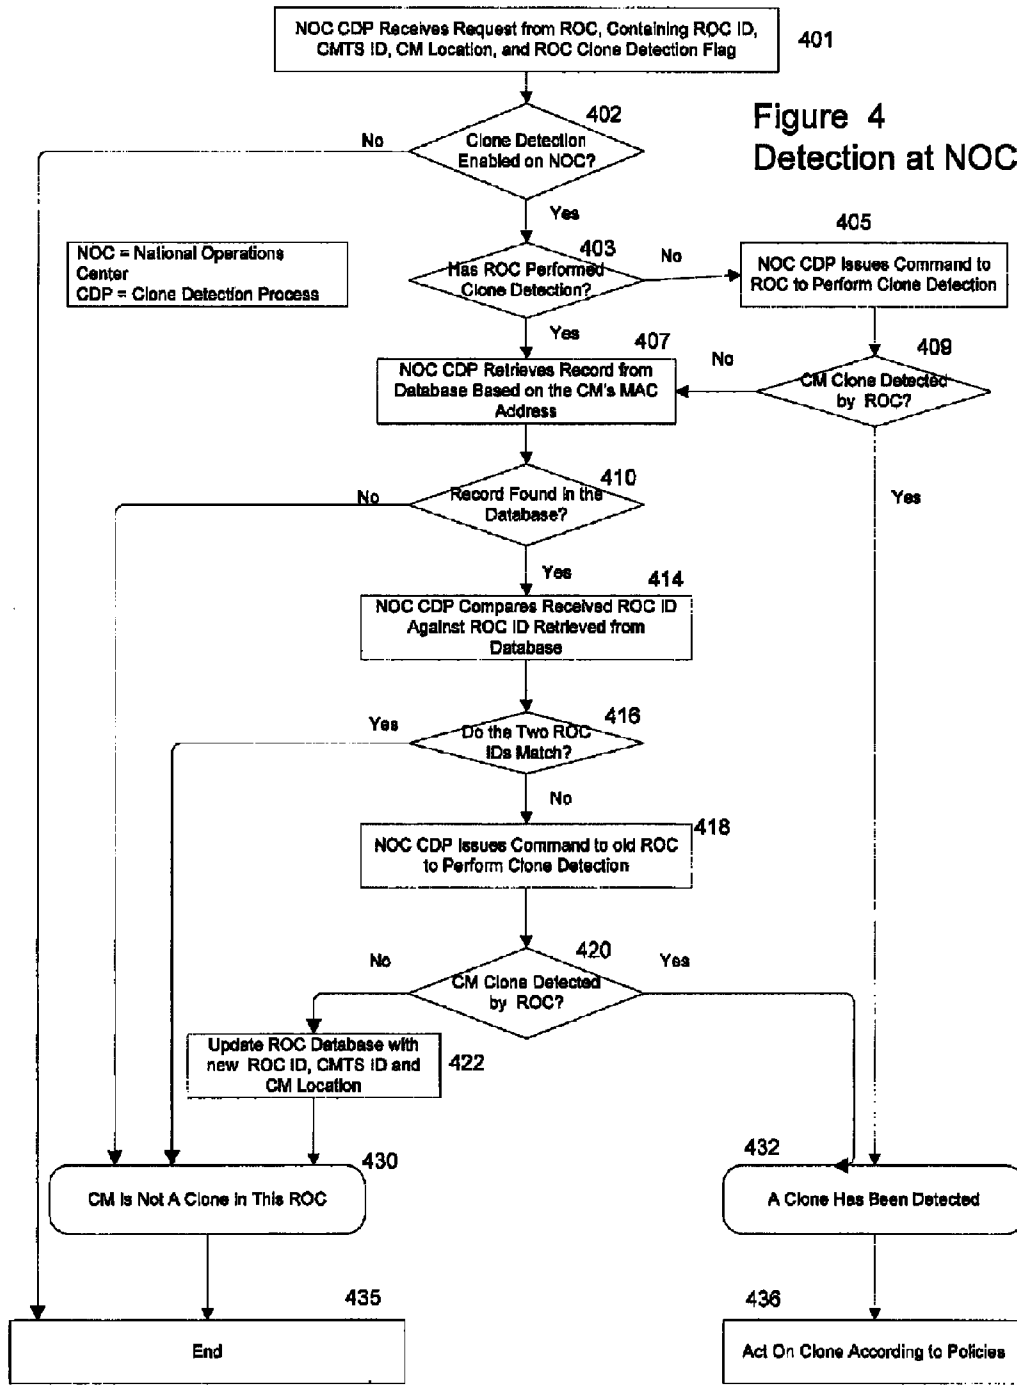 NOC CDP Receives Request from ROC, Containing ROC ID,
CMTS ID, CM Location, and ROC Clone Detection Flag
401
Figure 4
Detection at NOC
402
No
Clone Detection
Enabled on NOC?
Yes
NOC = National Operations
Center
CDP = Clone Detection Process
403
Has ROC Performed
Clone Detection?
No
405
NOC CDP Issues Command to
ROC to Perform Clone Detection
Yes
407
NOC CDP Retrieves Record from
Database Based on the CM's MAC
Address
No
409
CM Clone Detected
by ROC?
Yes
410
No
Record Found in the
Database?
Yes
414
NOC CDP Compares Received ROC ID
Against ROC ID Retrieved from
Database
Yes
416
Do the Two ROC
IDs Match?
No
418
NOC CDP Issues Command to old ROC
to Perform Clone Detection
No
420
Yes
CM Clone Detected
by ROC?
Update ROC Database with
new ROC ID, CMTS ID and
CM Location
422
430
CM Is Not A Clone in This ROC
432
A Clone Has Been Detected
435
End
436
Act On Clone According to Policies